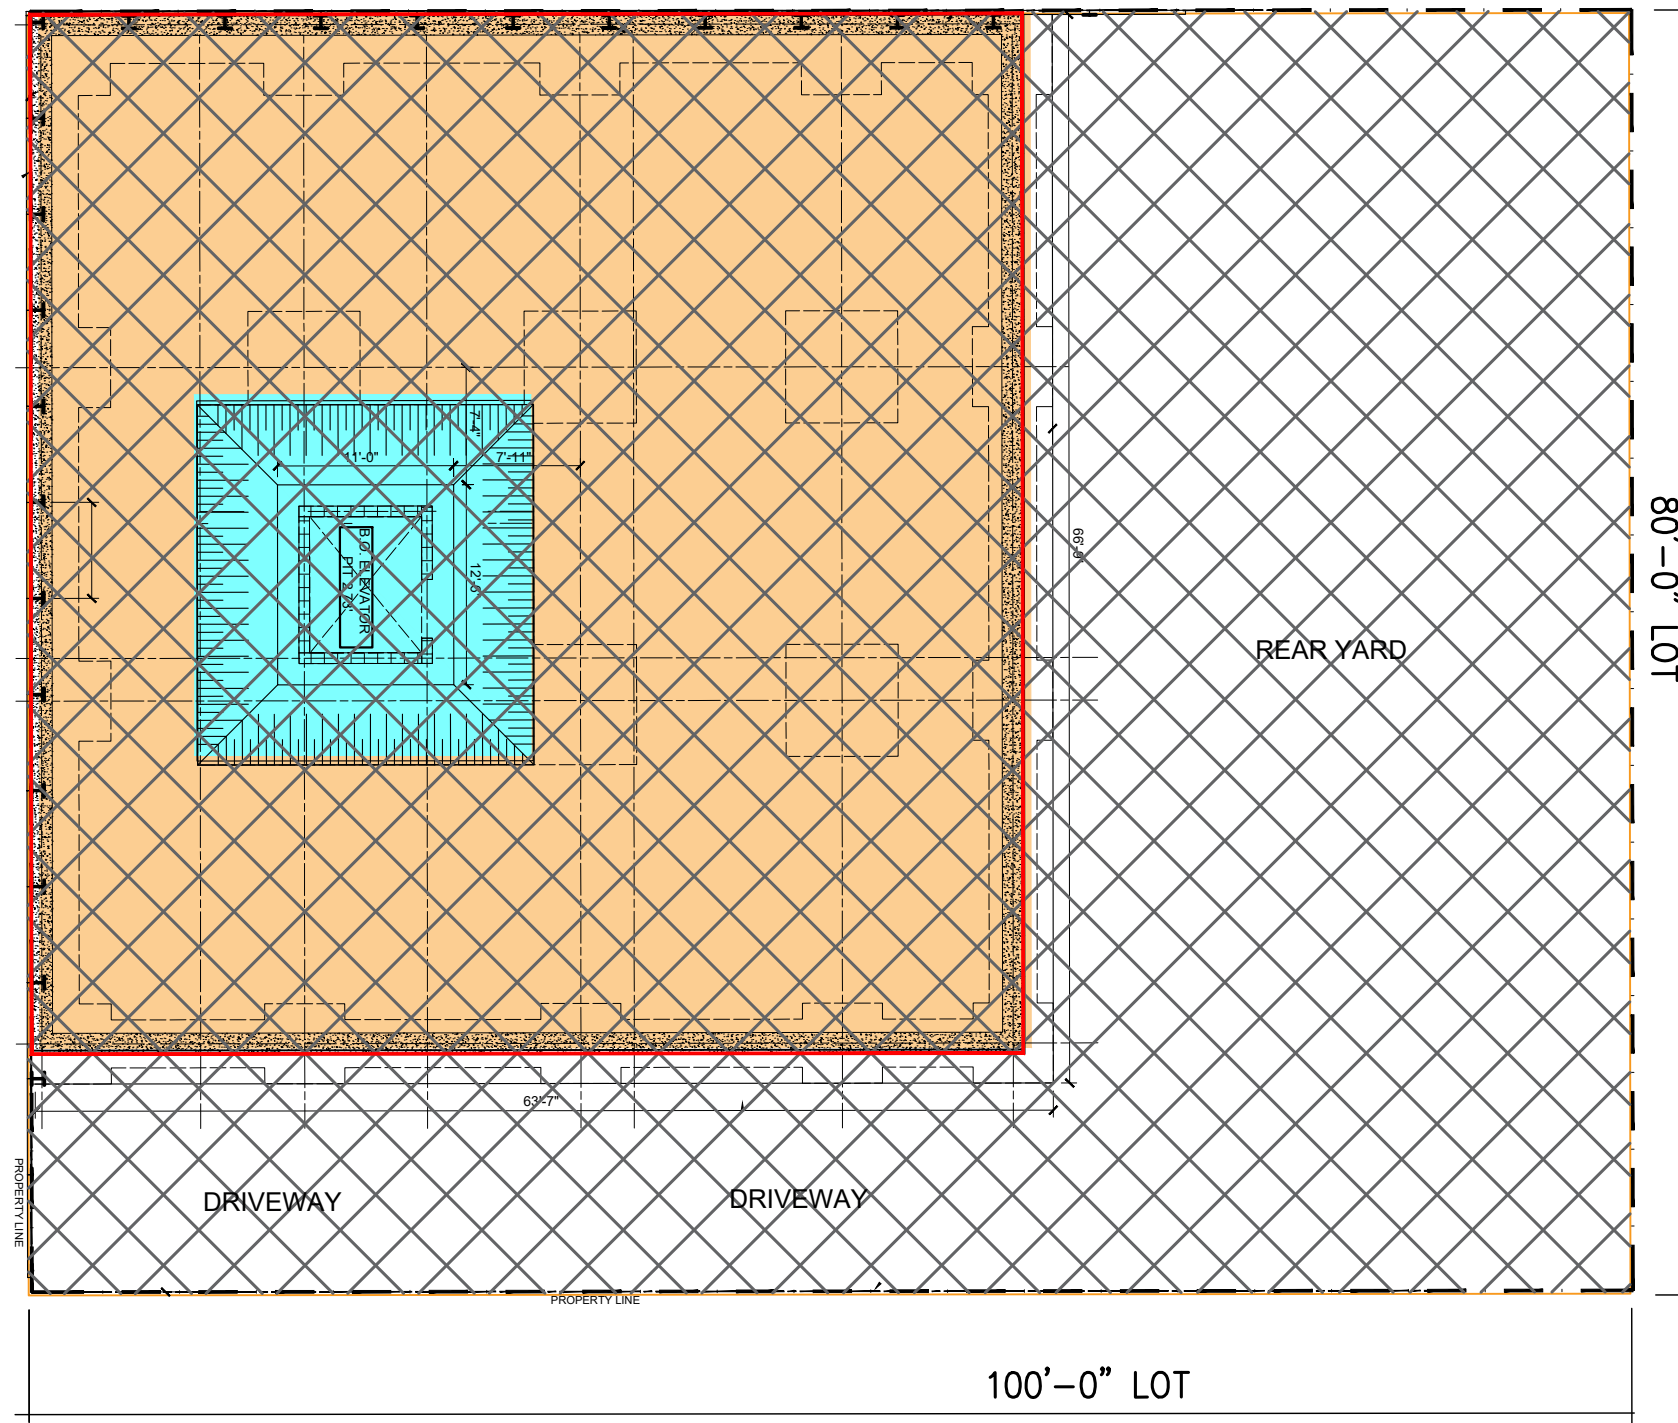 7'-4"
11'-0"
7'-11"
B.O. ELEVATOR
PIT 2.73'
12'-6"
66'-9"
80'-0" LOT
REAR YARD
63'-7"
PROPERTY LINE
DRIVEWAY
DRIVEWAY
PROPERTY LINE
100'-0" LOT